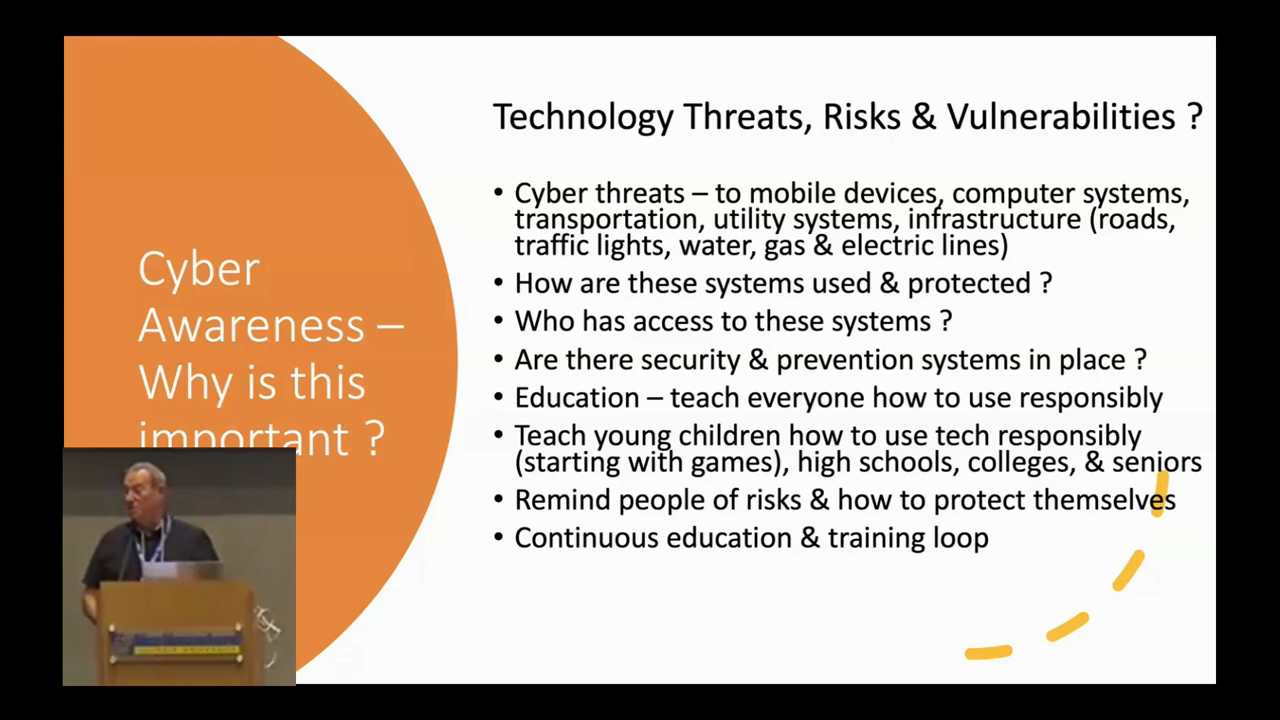 Technology Threats, Risks & Vulnerabilities ?
• Cyber threats – to mobile devices, computer systems,
transportation, utility systems, infrastructure (roads,
traffic lights, water, gas & electric lines)
• How are these systems used & protected ?
• Who has access to these systems ?
• Are there security & prevention systems in place ?
• Education – teach everyone how to use responsibly
• Teach young children how to use tech responsibly
(starting with games), high schools, colleges, & seniors
• Remind people of risks & how to protect themselves
• Continuous education & training loop
Cyber
Awareness –
Why is this
important ?